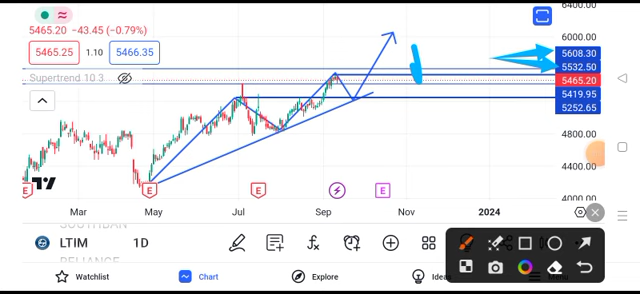 5465.20 -43.45 (-0.79%)
5465.25 1.10 5466.35
Supertrend 10 3
6400.00
5608.30
5532.50
5465.20
5419.95
5252.65
4800.00
4400.00
4000.00
E E E E
Mar May Jul Sep Nov 2024
SOUTHBAN
LTIM 1D
RELIANCE
Watchlist Chart Explore Ideas Menu